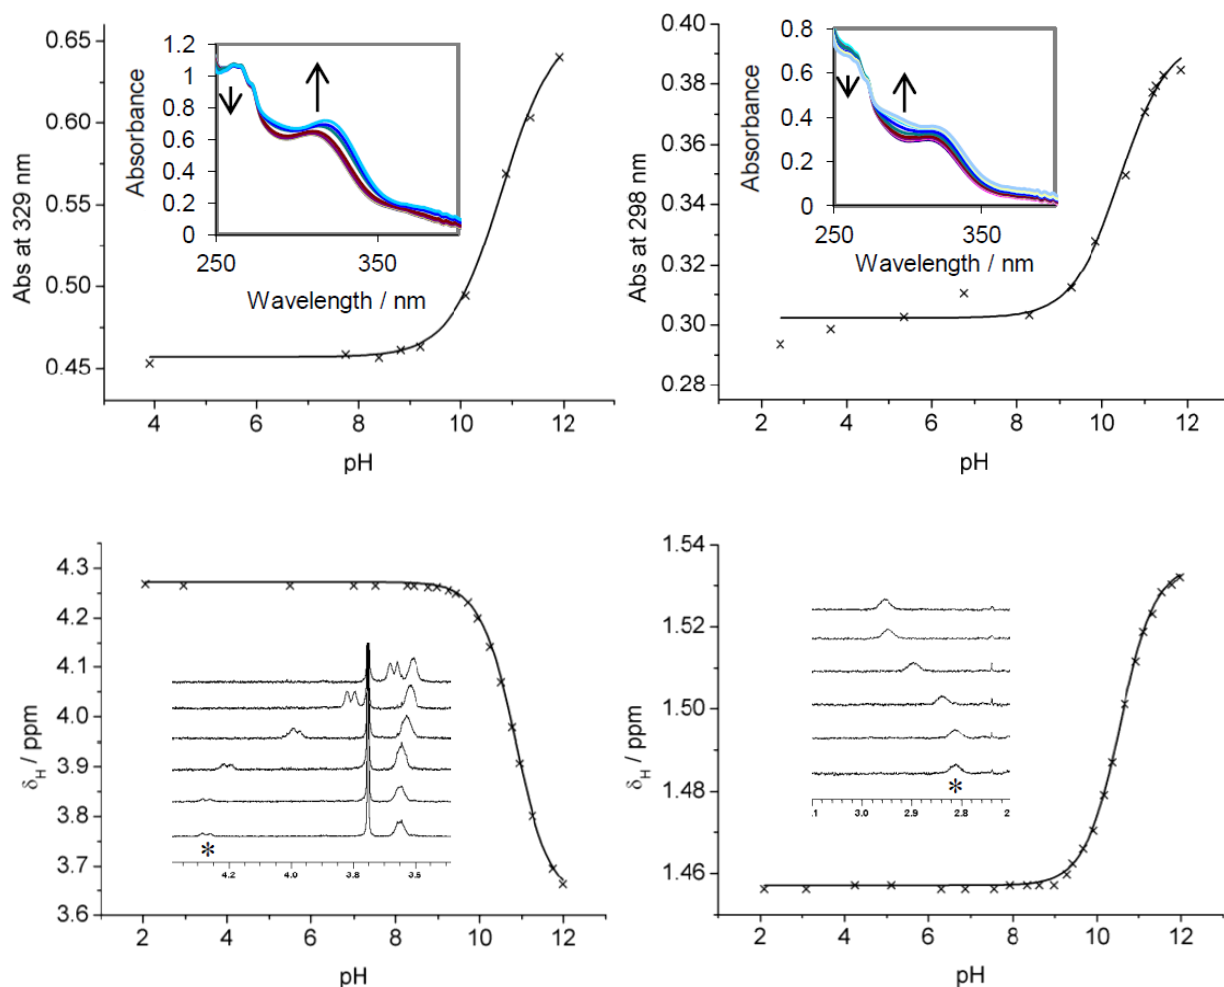 0.65
0.60
0.55
0.50
0.45
Abs at 329 nm
4 6 8 10 12
pH
1.2
1
0.8
0.6
0.4
0.2
0
Absorbance
250 350
Wavelength / nm
0.40
0.38
0.36
0.34
0.32
0.30
0.28
Abs at 298 nm
2 4 6 8 10 12
pH
0.8
0.6
0.4
0.2
0
Absorbance
250 350
Wavelength / nm
4.3
4.2
4.1
4.0
3.9
3.8
3.7
3.6
δH / ppm
2 4 6 8 10 12
pH
*
4.2 4.0 3.8 3.5
1.54
1.52
1.50
1.48
1.46
δH / ppm
2 4 6 8 10 12
pH
*
.1 3.0 2.9 2.8 2